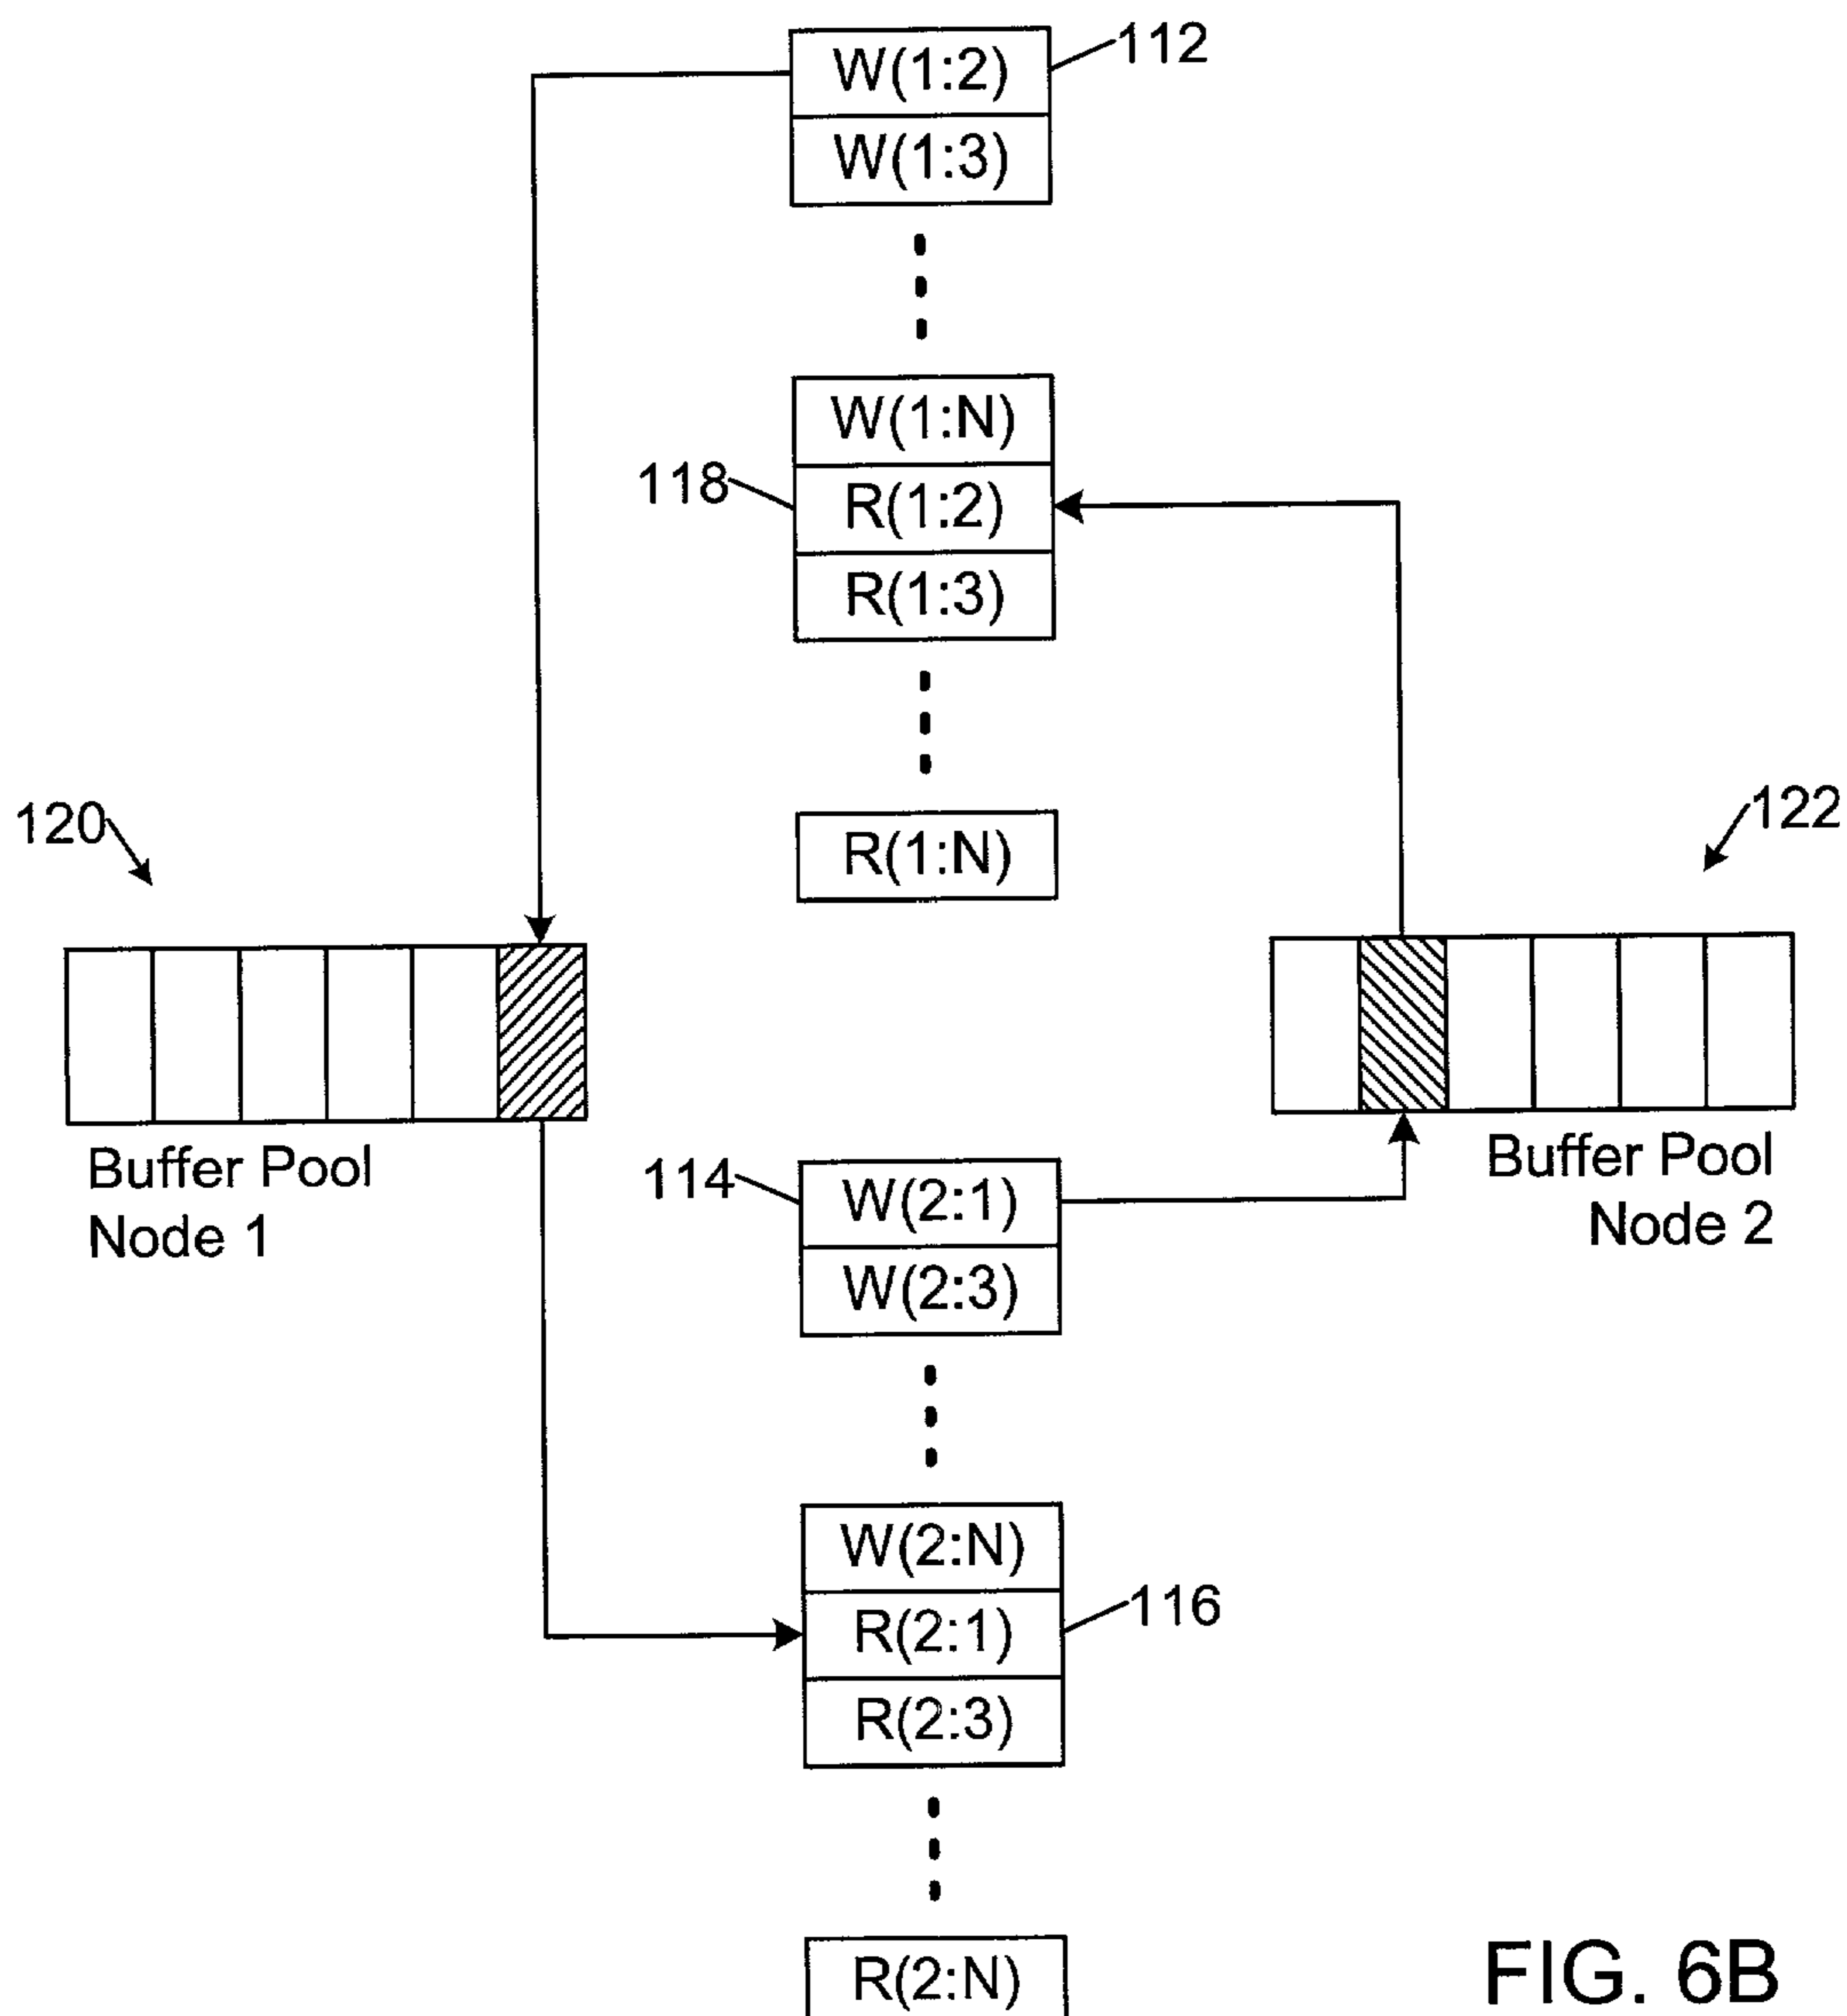 W(1:2)
112
W(1:3)
W(1:N)
118
R(1:2)
R(1:3)
120
122
R(1:N)
Buffer Pool
Node 1
114
W(2:1)
W(2:3)
Buffer Pool
Node 2
W(2:N)
R(2:1)
116
R(2:3)
R(2:N)
FIG. 6B